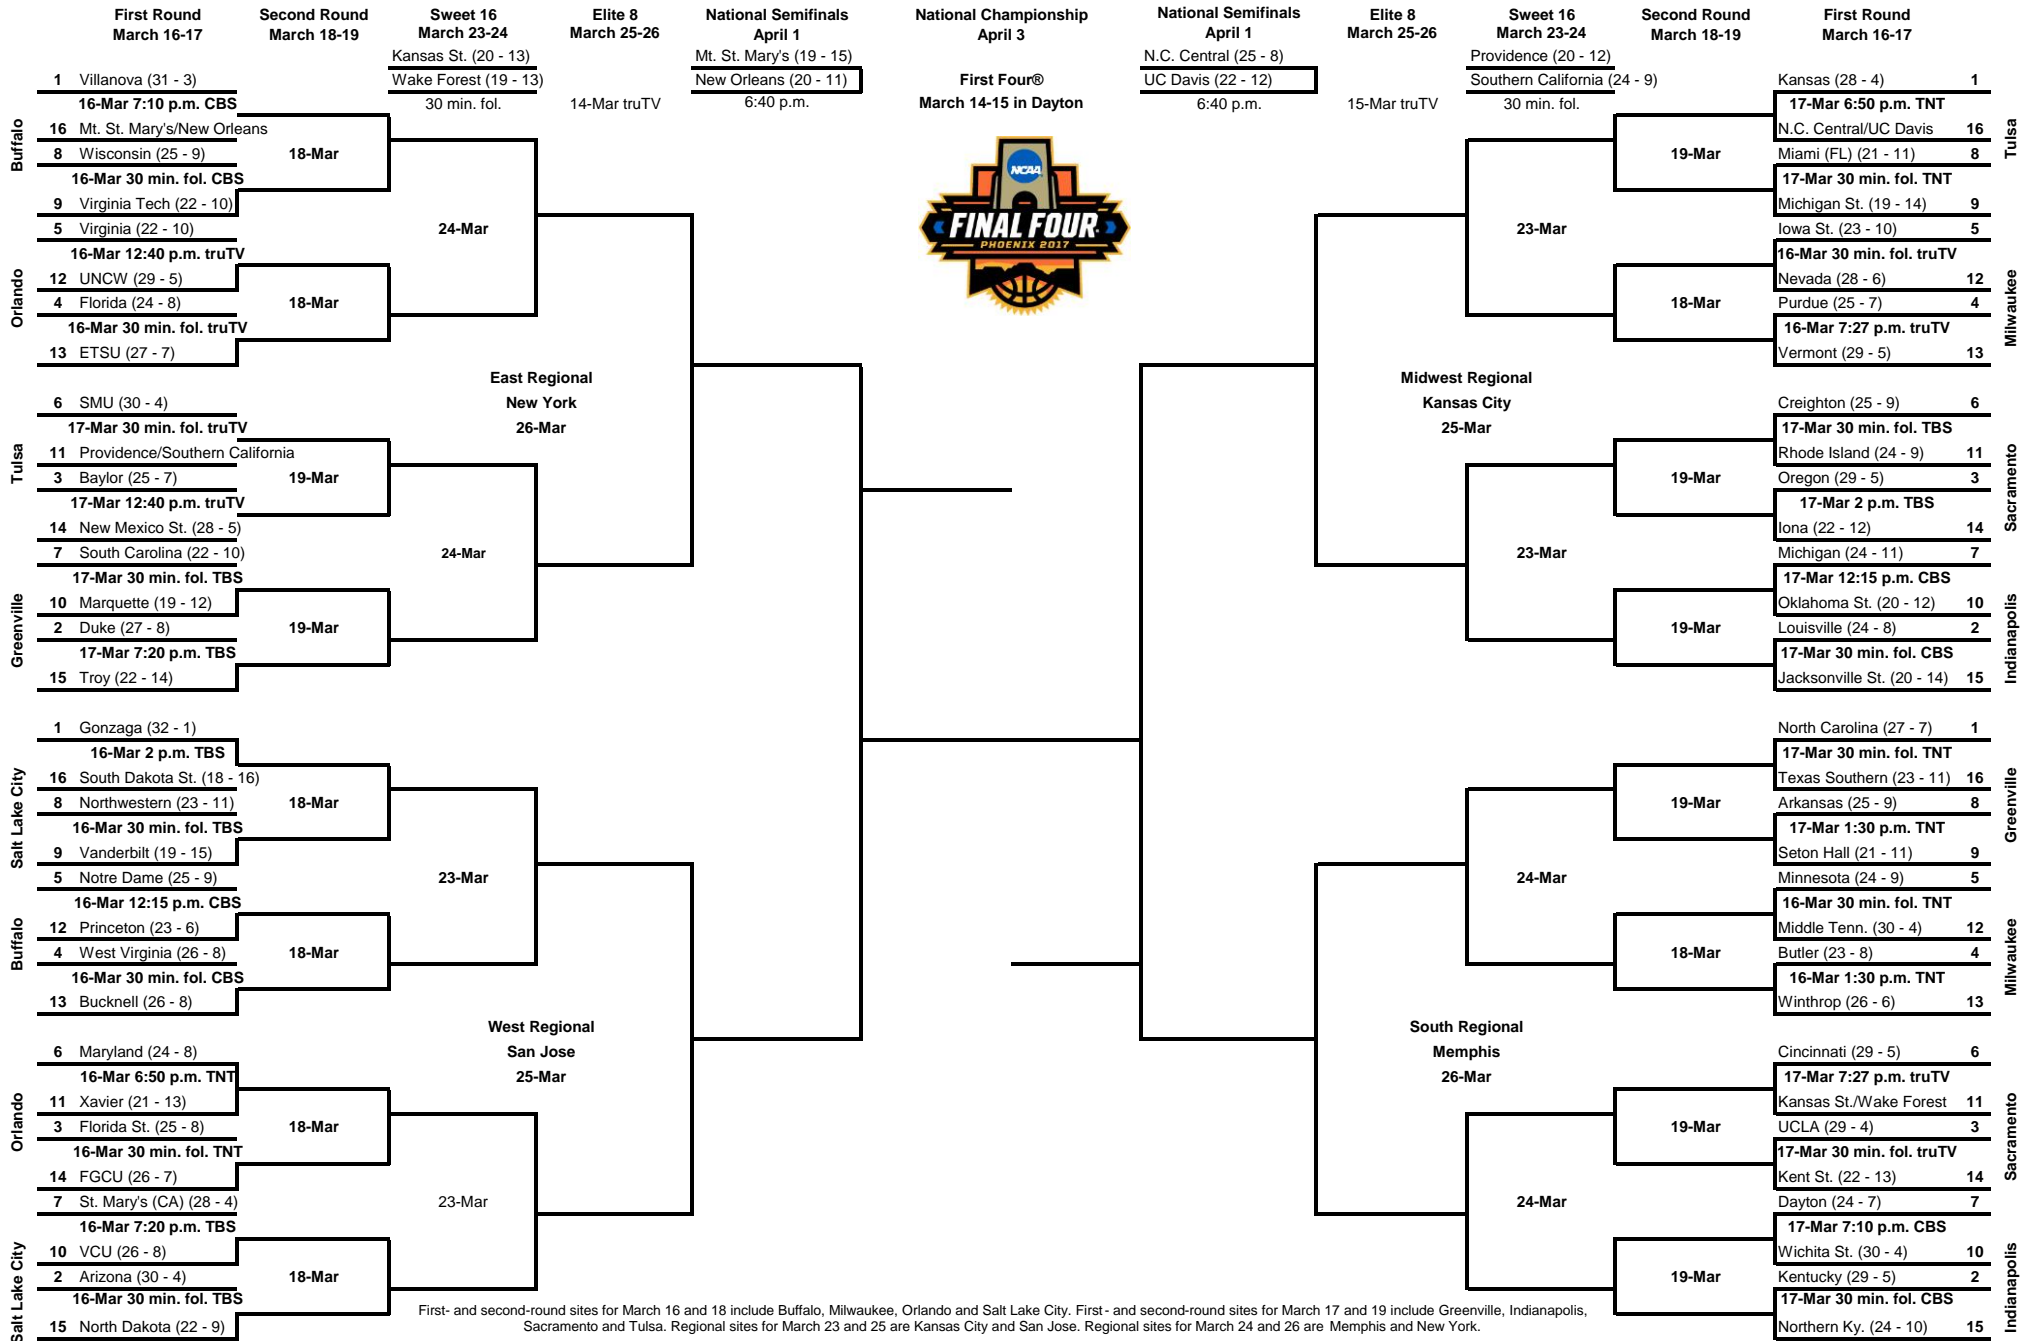 First Round
March 16-17
Second Round
March 18-19
Sweet 16
March 23-24
Elite 8
March 25-26
National Semifinals
April 1
National Championship
April 3
National Semifinals
April 1
Elite 8
March 25-26
Sweet 16
March 23-24
Second Round
March 18-19
First Round
March 16-17
Kansas St. (20 - 13)
Wake Forest (19 - 13)
30 min. fol.
14-Mar truTV
Mt. St. Mary's (19 - 15)
New Orleans (20 - 11)
6:40 p.m.
First Four®
March 14-15 in Dayton
N.C. Central (25 - 8)
UC Davis (22 - 12)
6:40 p.m.
15-Mar truTV
Providence (20 - 12)
Southern California (24 - 9)
30 min. fol.
NCAA
FINAL FOUR
PHOENIX 2017
Buffalo
1 Villanova (31 - 3)
16-Mar 7:10 p.m. CBS
16 Mt. St. Mary's/New Orleans
8 Wisconsin (25 - 9)
16-Mar 30 min. fol. CBS
9 Virginia Tech (22 - 10)
18-Mar
Orlando
5 Virginia (22 - 10)
16-Mar 12:40 p.m. truTV
12 UNCW (29 - 5)
4 Florida (24 - 8)
16-Mar 30 min. fol. truTV
13 ETSU (27 - 7)
18-Mar
24-Mar
East Regional
New York
26-Mar
Tulsa
6 SMU (30 - 4)
17-Mar 30 min. fol. truTV
11 Providence/Southern California
3 Baylor (25 - 7)
17-Mar 12:40 p.m. truTV
14 New Mexico St. (28 - 5)
19-Mar
Greenville
7 South Carolina (22 - 10)
17-Mar 30 min. fol. TBS
10 Marquette (19 - 12)
2 Duke (27 - 8)
17-Mar 7:20 p.m. TBS
15 Troy (22 - 14)
19-Mar
24-Mar
Salt Lake City
1 Gonzaga (32 - 1)
16-Mar 2 p.m. TBS
16 South Dakota St. (18 - 16)
8 Northwestern (23 - 11)
16-Mar 30 min. fol. TBS
9 Vanderbilt (19 - 15)
18-Mar
Buffalo
5 Notre Dame (25 - 9)
16-Mar 12:15 p.m. CBS
12 Princeton (23 - 6)
4 West Virginia (26 - 8)
16-Mar 30 min. fol. CBS
13 Bucknell (26 - 8)
18-Mar
23-Mar
West Regional
San Jose
25-Mar
Orlando
6 Maryland (24 - 8)
16-Mar 6:50 p.m. TNT
11 Xavier (21 - 13)
3 Florida St. (25 - 8)
16-Mar 30 min. fol. TNT
14 FGCU (26 - 7)
18-Mar
Salt Lake City
7 St. Mary's (CA) (28 - 4)
16-Mar 7:20 p.m. TBS
10 VCU (26 - 8)
2 Arizona (30 - 4)
16-Mar 30 min. fol. TBS
15 North Dakota (22 - 9)
18-Mar
23-Mar
Kansas (28 - 4) 1
17-Mar 6:50 p.m. TNT
N.C. Central/UC Davis 16
Miami (FL) (21 - 11) 8
17-Mar 30 min. fol. TNT
Michigan St. (19 - 14) 9
Tulsa
19-Mar
Iowa St. (23 - 10) 5
16-Mar 30 min. fol. truTV
Nevada (28 - 6) 12
Purdue (25 - 7) 4
16-Mar 7:27 p.m. truTV
Vermont (29 - 5) 13
Milwaukee
18-Mar
23-Mar
Midwest Regional
Kansas City
25-Mar
Creighton (25 - 9) 6
17-Mar 30 min. fol. TBS
Rhode Island (24 - 9) 11
Oregon (29 - 5) 3
17-Mar 2 p.m. TBS
Iona (22 - 12) 14
Sacramento
19-Mar
Michigan (24 - 11) 7
17-Mar 12:15 p.m. CBS
Oklahoma St. (20 - 12) 10
Louisville (24 - 8) 2
17-Mar 30 min. fol. CBS
Jacksonville St. (20 - 14) 15
Indianapolis
19-Mar
23-Mar
North Carolina (27 - 7) 1
17-Mar 30 min. fol. TNT
Texas Southern (23 - 11) 16
Arkansas (25 - 9) 8
17-Mar 1:30 p.m. TNT
Seton Hall (21 - 11) 9
Greenville
19-Mar
Minnesota (24 - 9) 5
16-Mar 30 min. fol. TNT
Middle Tenn. (30 - 4) 12
Butler (23 - 8) 4
16-Mar 1:30 p.m. TNT
Winthrop (26 - 6) 13
Milwaukee
18-Mar
24-Mar
South Regional
Memphis
26-Mar
Cincinnati (29 - 5) 6
17-Mar 7:27 p.m. truTV
Kansas St./Wake Forest 11
UCLA (29 - 4) 3
17-Mar 30 min. fol. truTV
Kent St. (22 - 13) 14
Sacramento
19-Mar
Dayton (24 - 7) 7
17-Mar 7:10 p.m. CBS
Wichita St. (30 - 4) 10
Kentucky (29 - 5) 2
17-Mar 30 min. fol. CBS
Northern Ky. (24 - 10) 15
Indianapolis
19-Mar
24-Mar
First- and second-round sites for March 16 and 18 include Buffalo, Milwaukee, Orlando and Salt Lake City. First- and second-round sites for March 17 and 19 include Greenville, Indianapolis,
Sacramento and Tulsa. Regional sites for March 23 and 25 are Kansas City and San Jose. Regional sites for March 24 and 26 are Memphis and New York.